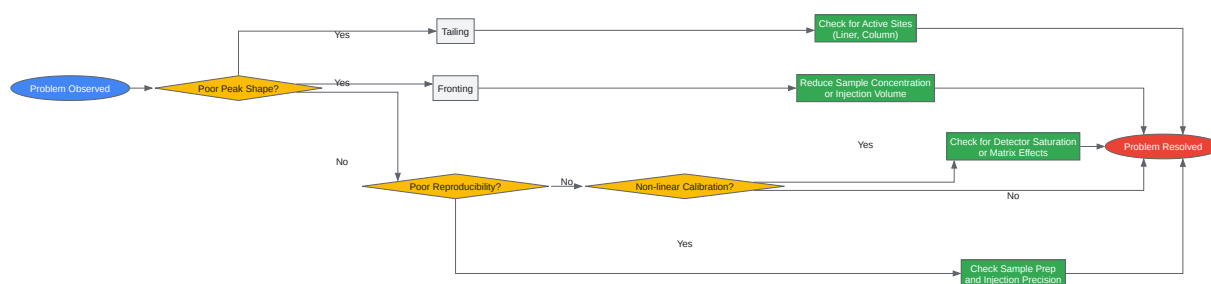 Yes
Tailing
Check for Active Sites
(Liner, Column)
Problem Observed
Poor Peak Shape?
Yes
Fronting
Reduce Sample Concentration
or Injection Volume
No
Yes
Check for Detector Saturation
or Matrix Effects
Problem Resolved
Poor Reproducibility?
No
Non-linear Calibration?
No
Yes
Check Sample Prep
and Injection Precision